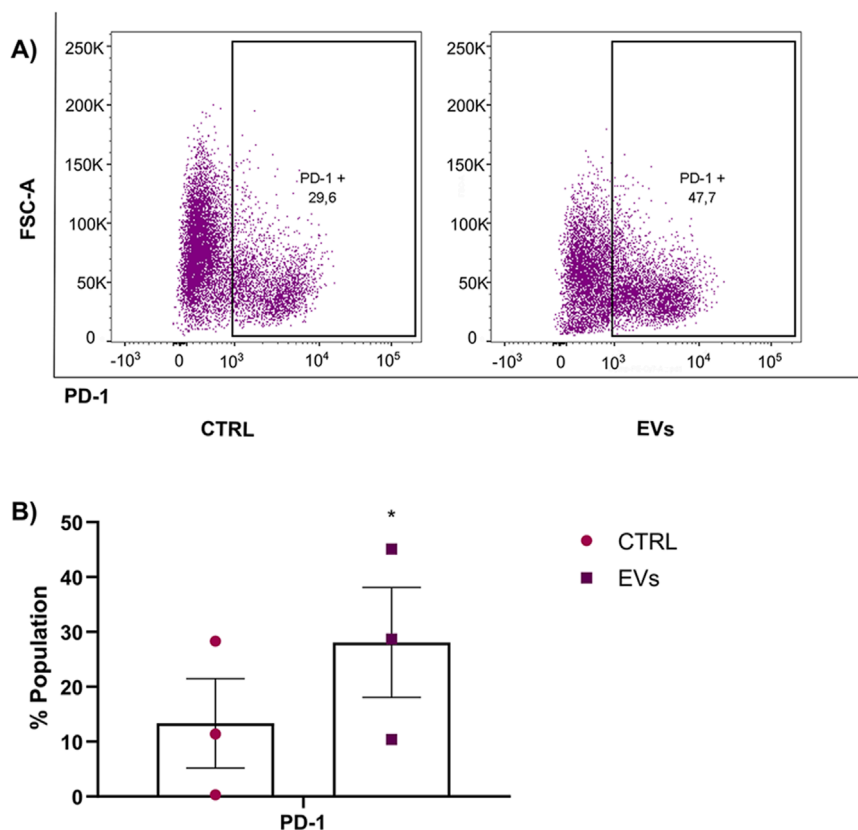 A)
FSC-A
250K
200K
150K
100K
50K
0
PD-1 +
29,6
-10³ 0 10³ 10⁴ 10⁵
250K
200K
150K
100K
50K
0
PD-1 +
47,7
-10³ 0 10³ 10⁴ 10⁵
PD-1
CTRL
EVs
B)
% Population
50
40
30
20
10
0
*
PD-1
CTRL
EVs